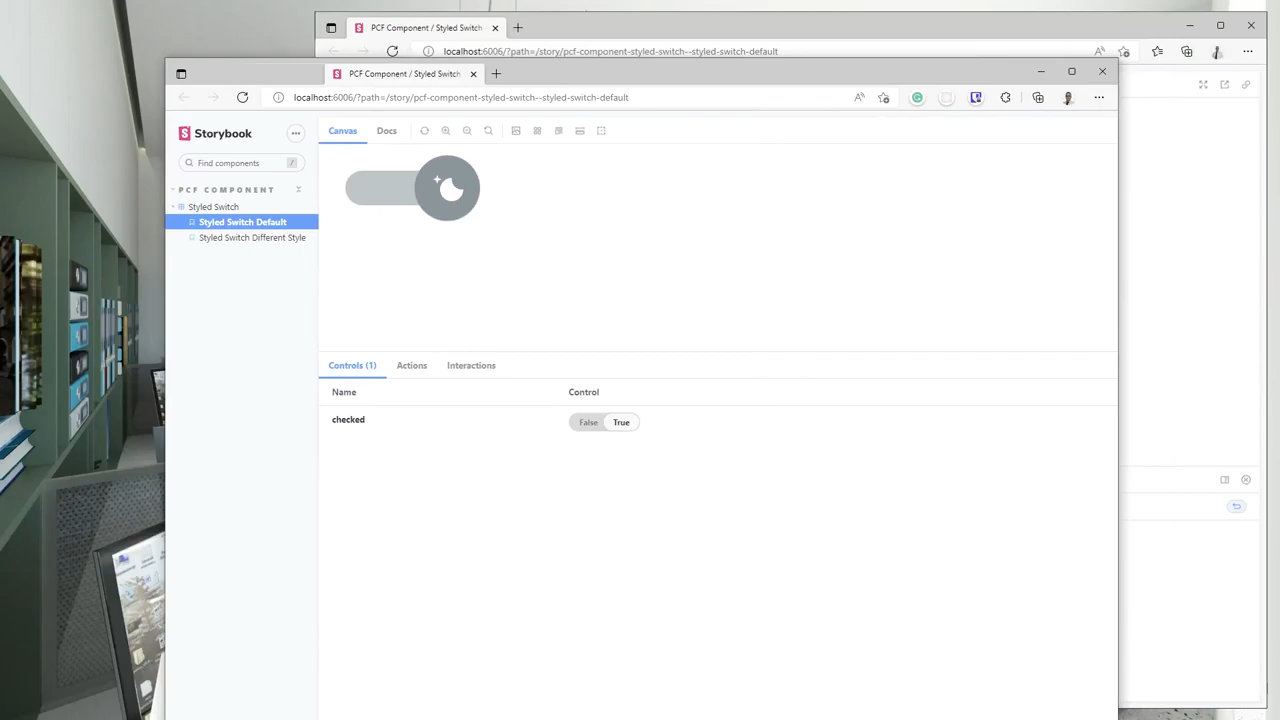 PCF Component / Styled Switch
localhost:6006/?path=/story/pcf-component-styled-switch--styled-switch-default
PCF Component / Styled Switch
localhost:6006/?path=/story/pcf-component-styled-switch--styled-switch-default
Storybook
Canvas
Docs
Find components
/
PCF COMPONENT
Styled Switch
Styled Switch Default
Styled Switch Different Style
Controls (1)
Actions
Interactions
Name
Control
checked
False
True